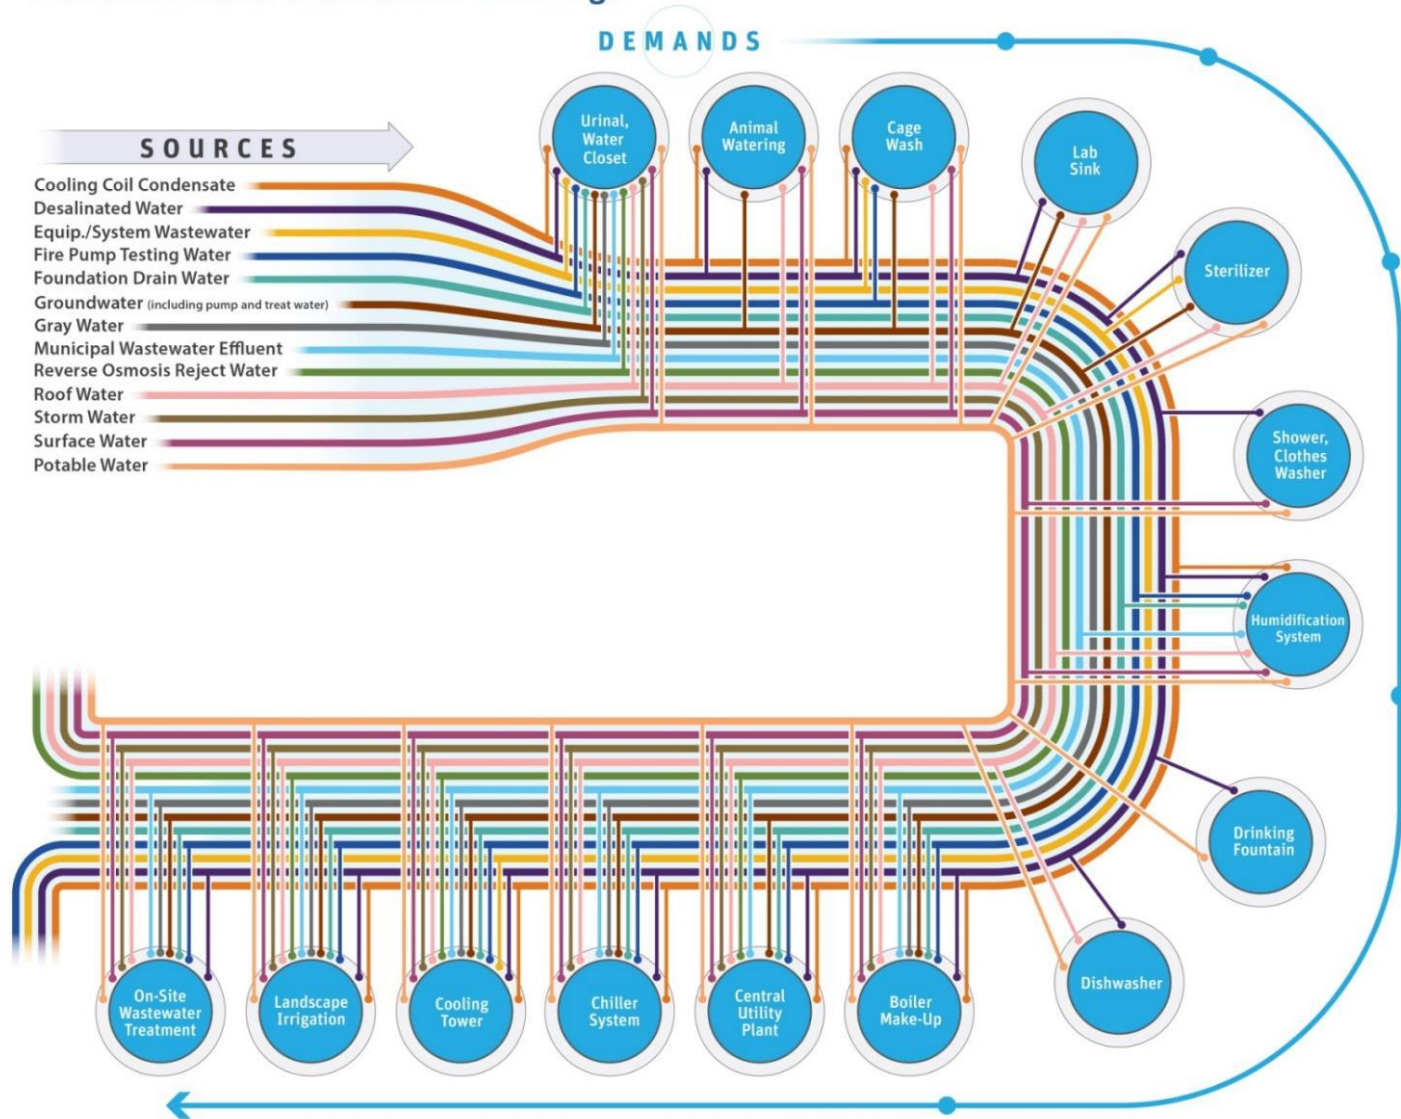 DEMANDS
SOURCES
Cooling Coil Condensate
Desalinated Water
Equip./System Wastewater
Fire Pump Testing Water
Foundation Drain Water
Groundwater (including pump and treat water)
Gray Water
Municipal Wastewater Effluent
Reverse Osmosis Reject Water
Roof Water
Storm Water
Surface Water
Potable Water
Urinal,
Water
Closet
Animal
Watering
Cage
Wash
Lab
Sink
Sterilizer
Shower,
Clothes
Washer
Humidification
System
Drinking
Fountain
Dishwasher
On-Site
Wastewater
Treatment
Landscape
Irrigation
Cooling
Tower
Chiller
System
Central
Utility
Plant
Boiler
Make-Up